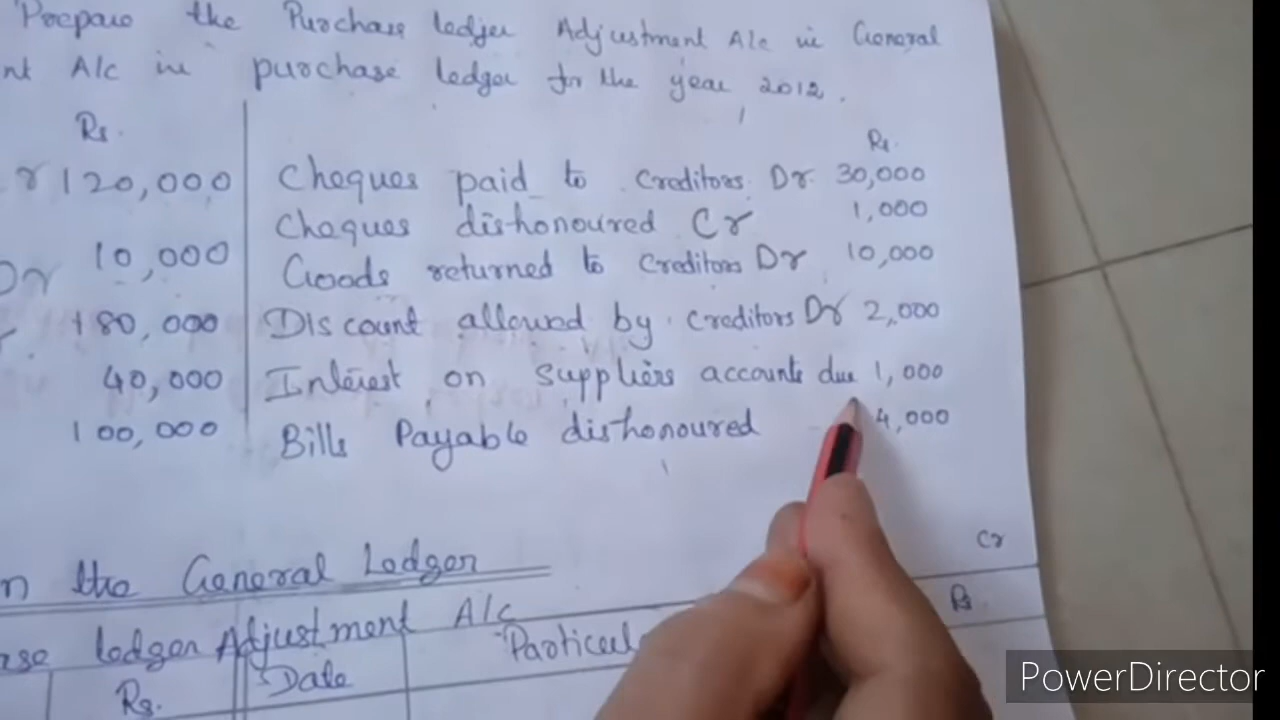 Prepare the Purchase ledger Adjustment A/c in General
nt A/c in purchase ledger for the year 2012.
Rs.
Rs.
r 120,000 Cheques paid to creditors Dr 30,000
Cheques dishonoured Cr 1,000
Dr 10,000 Goods returned to creditors Dr 10,000
180,000 Discount allowed by creditors Dr 2,000
40,000 Interest on suppliers accounts due 1,000
100,000 Bills Payable dishonoured 4,000
n the General Ledger
Cr
ledger Adjustment A/c
Rs. Date Particul Rs
PowerDirector